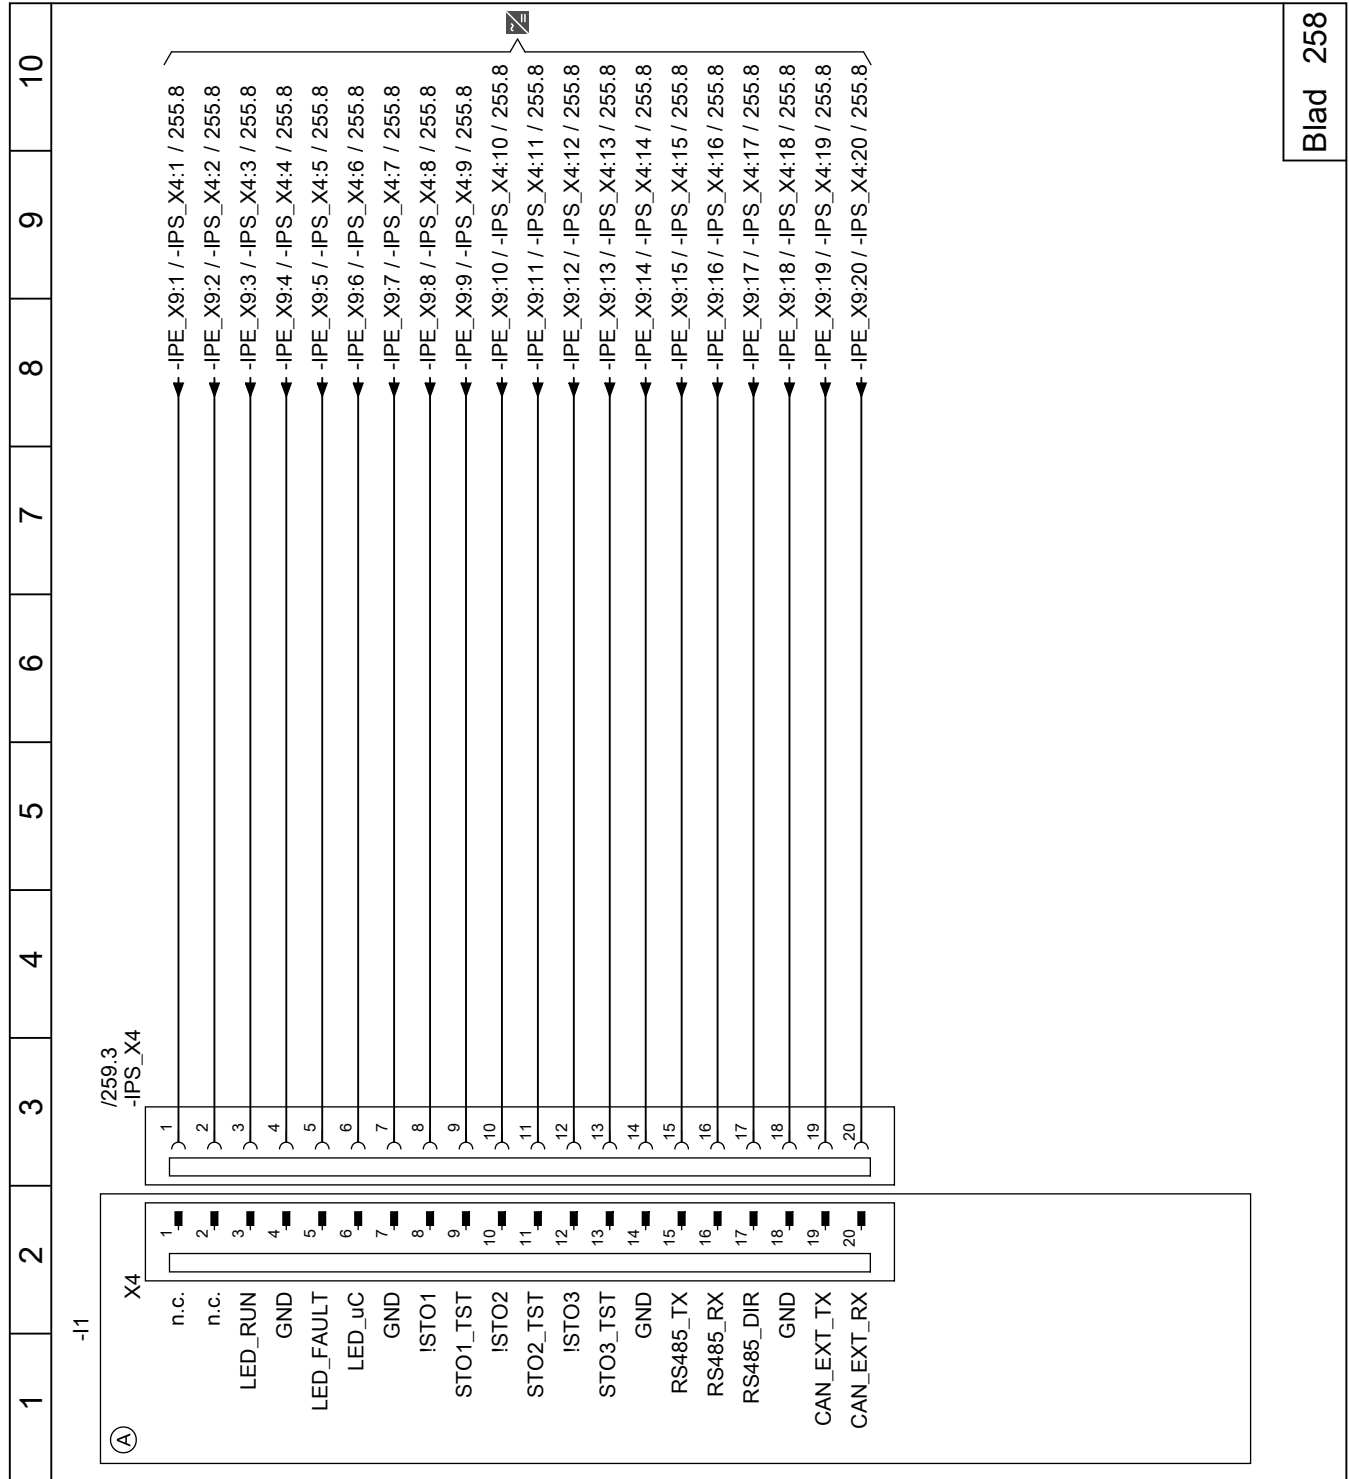 1 2 3 4 5 6 7 8 9 10
-I1
A
X4
/259.3
-IPS_X4
n.c. 1 1 -IPE_X9:1 / -IPS_X4:1 / 255.8
n.c. 2 2 -IPE_X9:2 / -IPS_X4:2 / 255.8
LED_RUN 3 3 -IPE_X9:3 / -IPS_X4:3 / 255.8
GND 4 4 -IPE_X9:4 / -IPS_X4:4 / 255.8
LED_FAULT 5 5 -IPE_X9:5 / -IPS_X4:5 / 255.8
LED_uC 6 6 -IPE_X9:6 / -IPS_X4:6 / 255.8
GND 7 7 -IPE_X9:7 / -IPS_X4:7 / 255.8
!STO1 8 8 -IPE_X9:8 / -IPS_X4:8 / 255.8
STO1_TST 9 9 -IPE_X9:9 / -IPS_X4:9 / 255.8
!STO2 10 10 -IPE_X9:10 / -IPS_X4:10 / 255.8
STO2_TST 11 11 -IPE_X9:11 / -IPS_X4:11 / 255.8
!STO3 12 12 -IPE_X9:12 / -IPS_X4:12 / 255.8
STO3_TST 13 13 -IPE_X9:13 / -IPS_X4:13 / 255.8
GND 14 14 -IPE_X9:14 / -IPS_X4:14 / 255.8
RS485_TX 15 15 -IPE_X9:15 / -IPS_X4:15 / 255.8
RS485_RX 16 16 -IPE_X9:16 / -IPS_X4:16 / 255.8
RS485_DIR 17 17 -IPE_X9:17 / -IPS_X4:17 / 255.8
GND 18 18 -IPE_X9:18 / -IPS_X4:18 / 255.8
CAN_EXT_TX 19 19 -IPE_X9:19 / -IPS_X4:19 / 255.8
CAN_EXT_RX 20 20 -IPE_X9:20 / -IPS_X4:20 / 255.8
Blad 258